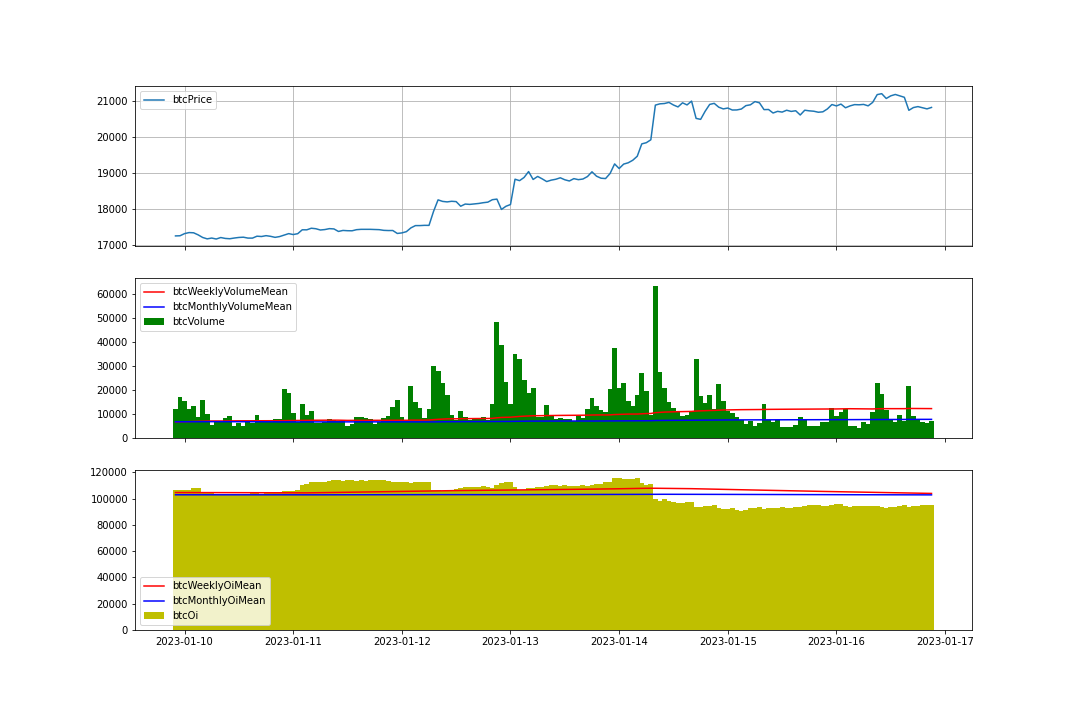 btcPrice
21000
20000
19000
18000
17000
btcWeeklyVolumeMean
btcMonthlyVolumeMean
btcVolume
60000
50000
40000
30000
20000
10000
0
120000
100000
80000
60000
40000
20000
0
btcWeeklyOiMean
btcMonthlyOiMean
btcOi
2023-01-10 2023-01-11 2023-01-12 2023-01-13 2023-01-14 2023-01-15 2023-01-16 2023-01-17